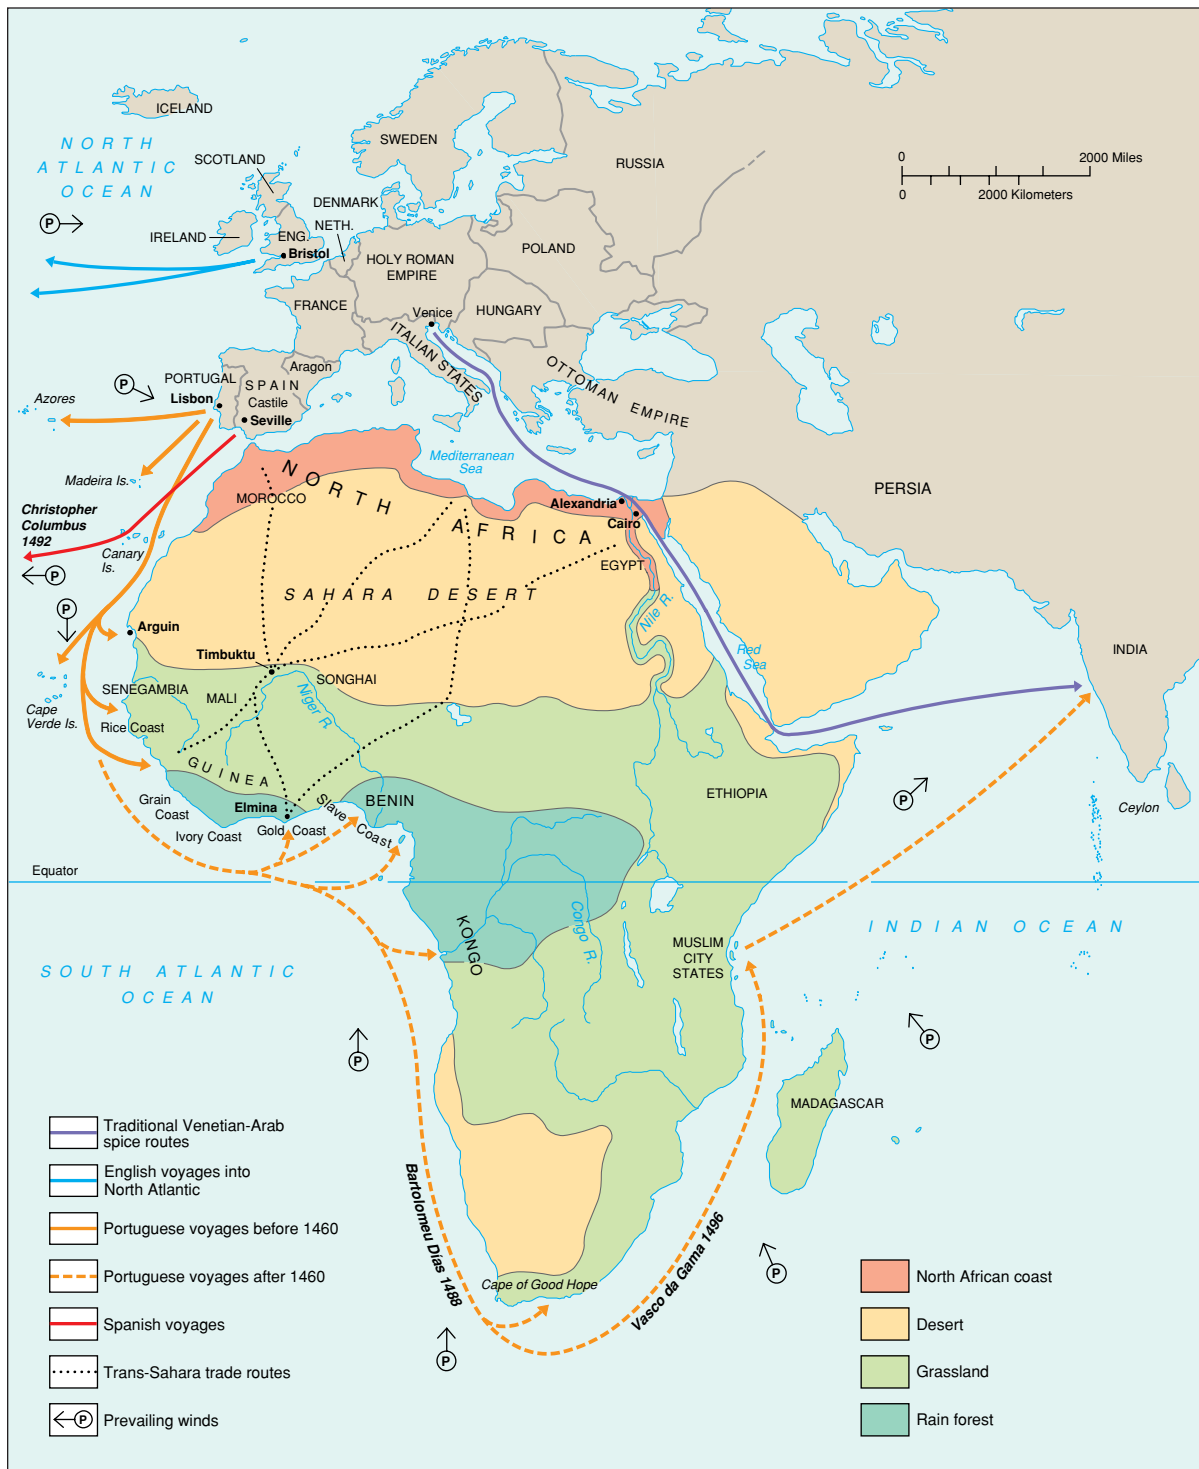 ICELAND
NORTH
ATLANTIC
OCEAN
SCOTLAND
SWEDEN
RUSSIA
0 2000 Miles
0 2000 Kilometers
DENMARK
NETH.
P
IRELAND
ENG.
Bristol
POLAND
HOLY ROMAN
EMPIRE
FRANCE
Venice
HUNGARY
ITALIAN STATES
OTTOMAN EMPIRE
P
PORTUGAL
Aragon
SPAIN
Castile
Lisbon
Seville
Azores
Mediterranean
Sea
Madeira Is.
NORTH AFRICA
MOROCCO
Alexandria
Cairo
PERSIA
Christopher
Columbus
1492
Canary
Is.
P
EGYPT
SAHARA DESERT
P
Nile R.
Arguin
Timbuktu
Red
Sea
INDIA
SENEGAMBIA
MALI
SONGHAI
Niger R.
Cape
Verde Is.
Rice Coast
GUINEA
Grain
Coast
Elmina
Slave Coast
BENIN
ETHIOPIA
P
Ceylon
Ivory Coast
Gold Coast
Equator
KONGO
Congo R.
MUSLIM
CITY
STATES
INDIAN OCEAN
SOUTH ATLANTIC
OCEAN
P
P
MADAGASCAR
Bartolomeu Días 1488
Vasco da Gama 1496
Cape of Good Hope
P
P
Traditional Venetian-Arab
spice routes
English voyages into
North Atlantic
Portuguese voyages before 1460
Portuguese voyages after 1460
Spanish voyages
Trans-Sahara trade routes
P Prevailing winds
North African coast
Desert
Grassland
Rain forest